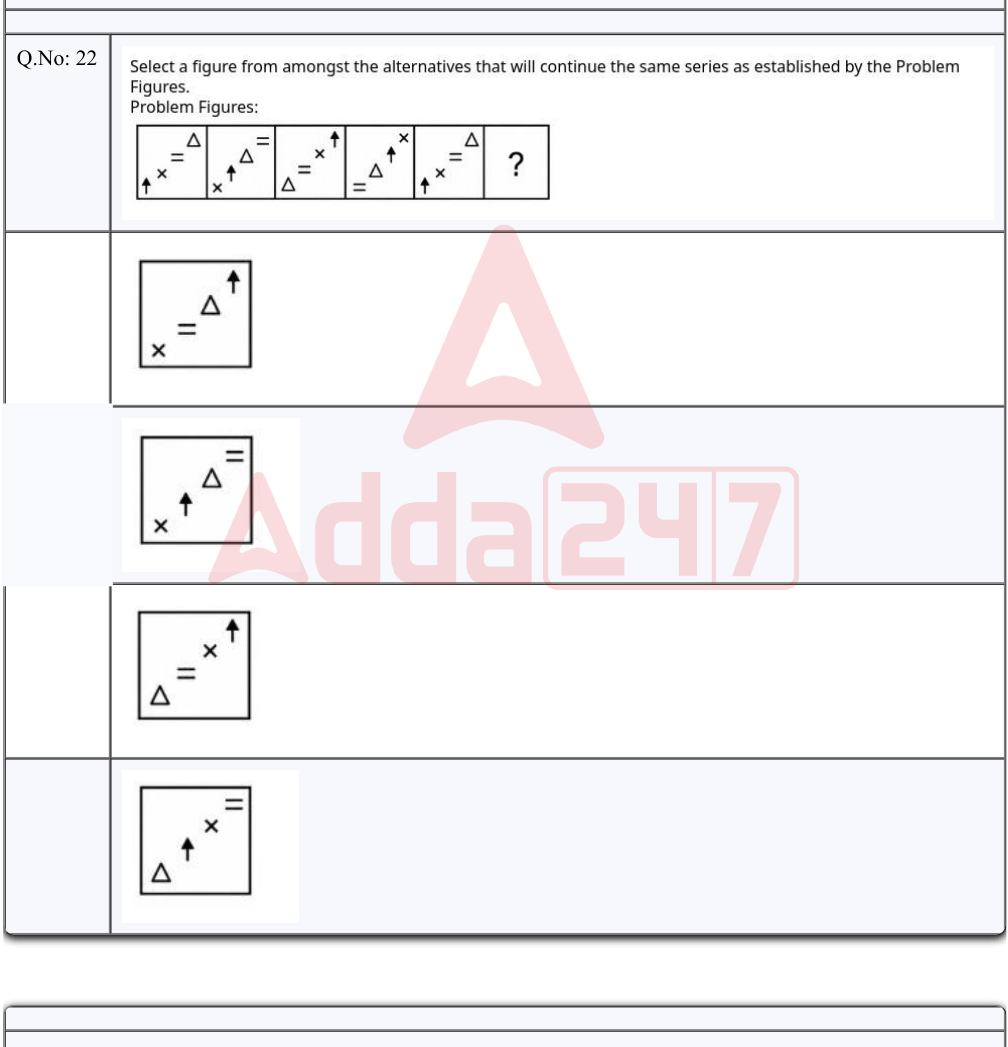 Q.No: 22
Select a figure from amongst the alternatives that will continue the same series as established by the Problem
Figures.
Problem Figures:
?
Adda247